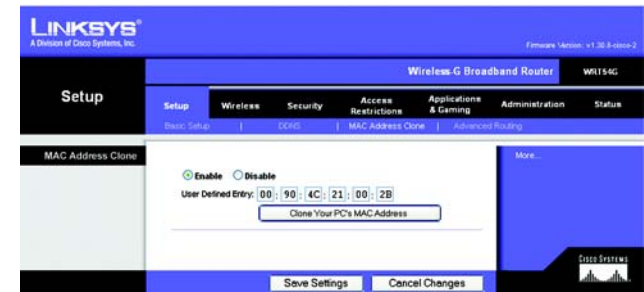 LINKSYS®
A Division of Cisco Systems, Inc.
Firmware Version: v1.30.8-cisco-2
Wireless-G Broadband Router WRT54G
Setup
Setup Wireless Security Access Restrictions Applications & Gaming Administration Status
Basic Setup | DDNS | MAC Address Clone | Advanced Routing
MAC Address Clone
More...
Enable Disable
User Defined Entry: 00 : 90 : 4C : 21 : 00 : 2B
Clone Your PC's MAC Address
CISCO SYSTEMS
Save Settings Cancel Changes